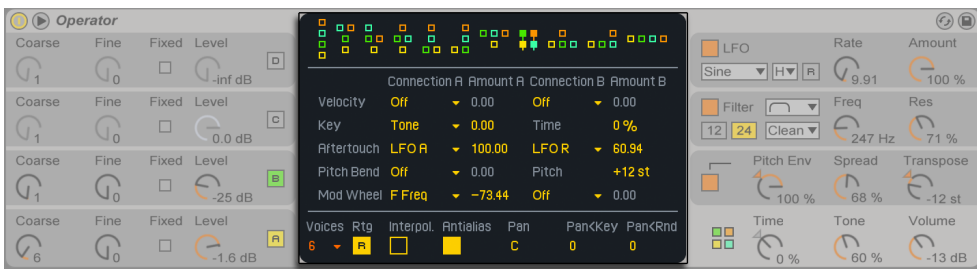 Operator
Coarse Fine Fixed Level
1 0 -inf dB D
Coarse Fine Fixed Level
1 0 0.0 dB C
Coarse Fine Fixed Level
1 0 -25 dB B
Coarse Fine Fixed Level
6 0 -1.6 dB A
Connection A Amount A Connection B Amount B
Velocity Off 0.00 Off 0.00
Key Tone 0.00 Time 0 %
Aftertouch LFO A 100.00 LFO R 60.94
Pitch Bend Off 0.00 Pitch +12 st
Mod Wheel F Freq -73.44 Off 0.00
Voices Rtg Interpol. Antialias Pan Pan<Key Pan<Rnd
6 R C 0 0
LFO Rate Amount
Sine H R 9.91 100 %
Filter Freq Res
12 24 Clean 247 Hz 71 %
Pitch Env Spread Transpose
100 % 68 % -12 st
Time Tone Volume
0 % 60 % -13 dB